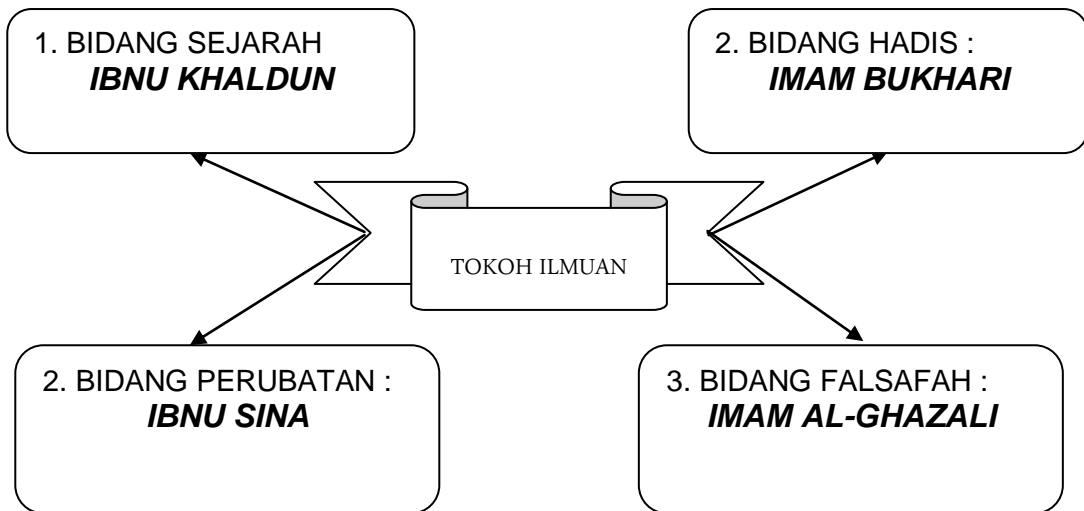 1. BIDANG SEJARAH
IBNU KHALDUN
2. BIDANG HADIS :
IMAM BUKHARI
TOKOH ILMUAN
2. BIDANG PERUBATAN :
IBNU SINA
3. BIDANG FALSAFAH :
IMAM AL-GHAZALI